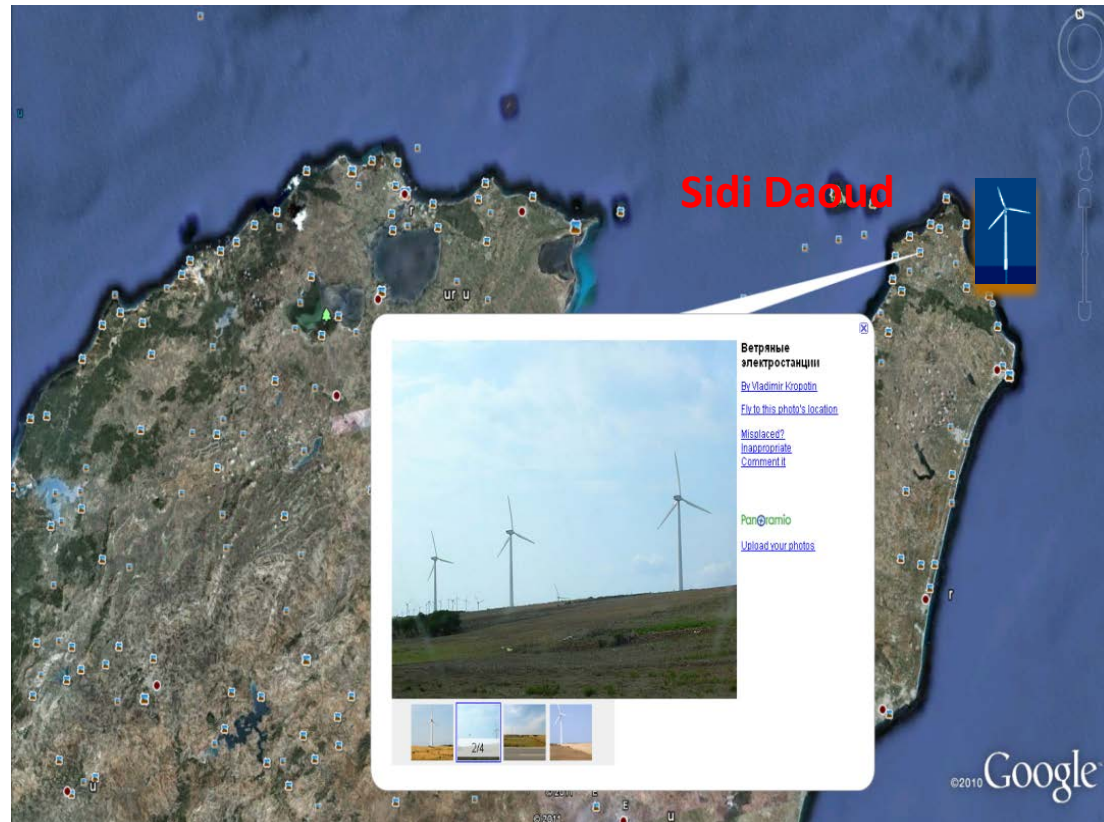 Sidi Daoud
Ветряные
электростанции
By Vladimir Kropotin
Fly to this photo's location
Misplaced?
Inappropriate
Comment it
Panoramio
Upload your photos
2/4
©2010 Google
©2011